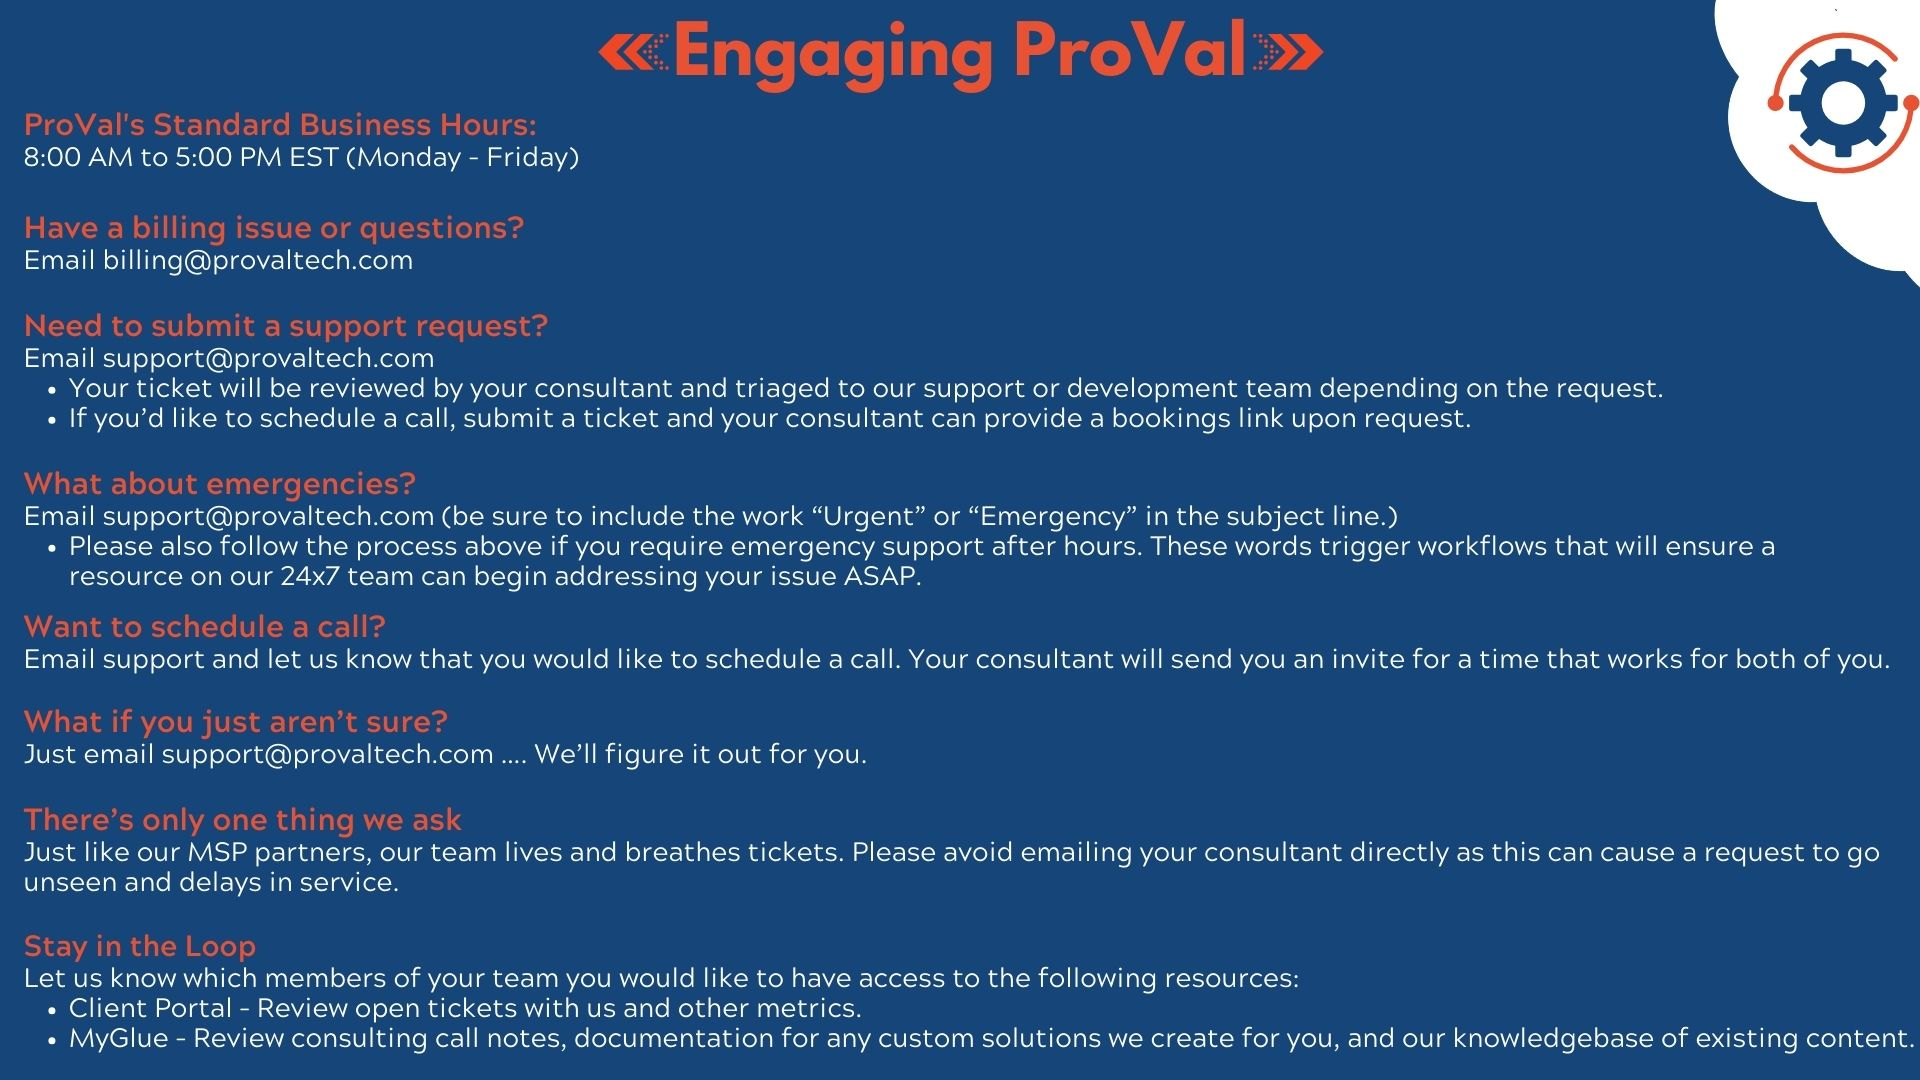 Engaging ProVal
ProVal's Standard Business Hours:
8:00 AM to 5:00 PM EST (Monday - Friday)
Have a billing issue or questions?
Email billing@provaltech.com
Need to submit a support request?
Email support@provaltech.com
• Your ticket will be reviewed by your consultant and triaged to our support or development team depending on the request.
• If you’d like to schedule a call, submit a ticket and your consultant can provide a bookings link upon request.
What about emergencies?
Email support@provaltech.com (be sure to include the work “Urgent” or “Emergency” in the subject line.)
• Please also follow the process above if you require emergency support after hours. These words trigger workflows that will ensure a
resource on our 24x7 team can begin addressing your issue ASAP.
Want to schedule a call?
Email support and let us know that you would like to schedule a call. Your consultant will send you an invite for a time that works for both of you.
What if you just aren’t sure?
Just email support@provaltech.com .... We’ll figure it out for you.
There’s only one thing we ask
Just like our MSP partners, our team lives and breathes tickets. Please avoid emailing your consultant directly as this can cause a request to go
unseen and delays in service.
Stay in the Loop
Let us know which members of your team you would like to have access to the following resources:
• Client Portal - Review open tickets with us and other metrics.
• MyGlue - Review consulting call notes, documentation for any custom solutions we create for you, and our knowledgebase of existing content.